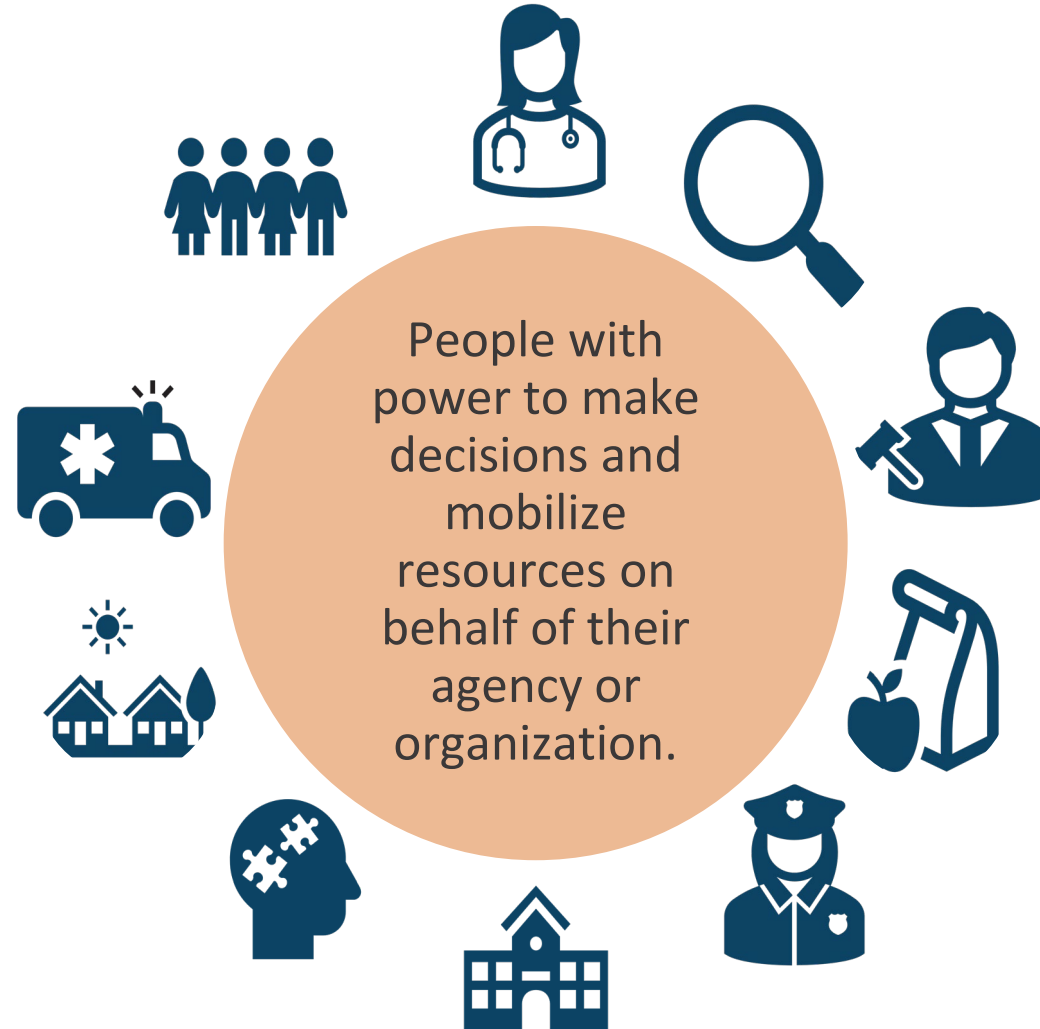 People with
power to make
decisions and
mobilize
resources on
behalf of their
agency or
organization.